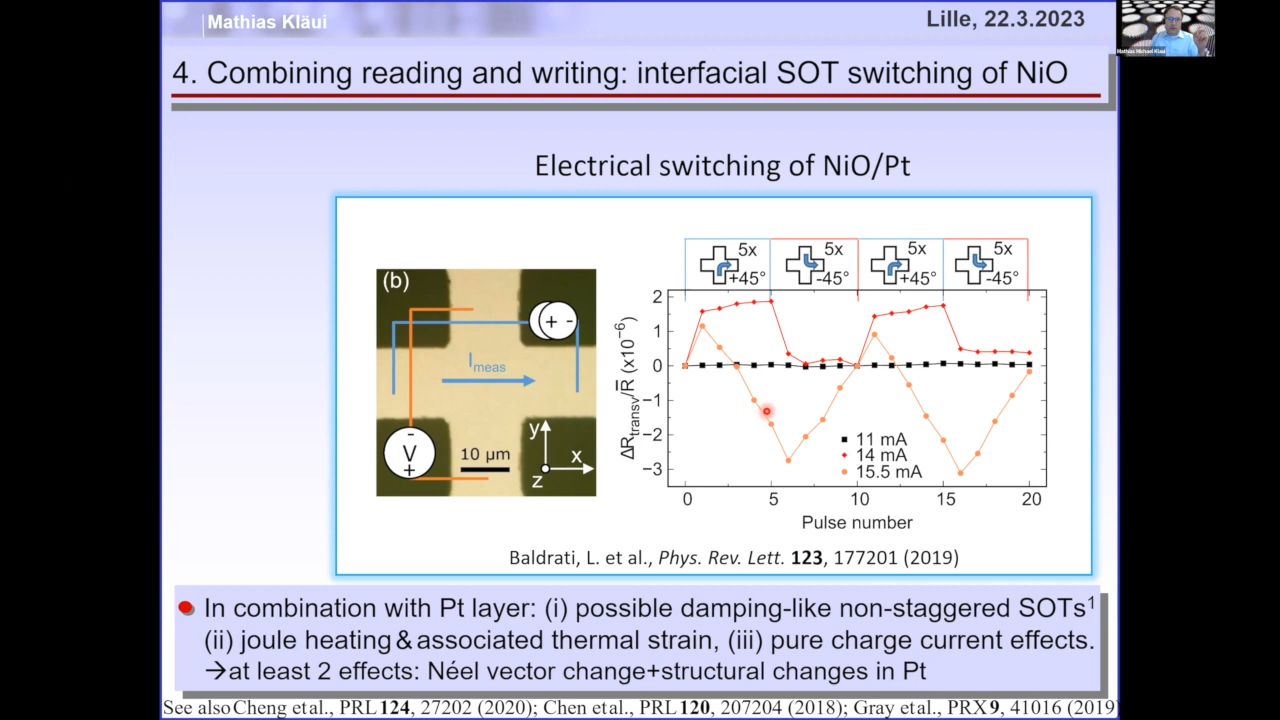 Mathias Kläui
Lille, 22.3.2023
Mathias Michael Kläui
4. Combining reading and writing: interfacial SOT switching of NiO
Electrical switching of NiO/Pt
(b)
+ -
I meas
- V +
10 µm
y
x
z
5x +45°
5x -45°
5x +45°
5x -45°
ΔR transv/R̄ (x10⁻⁶)
2
1
0
-1
-2
-3
11 mA
14 mA
15.5 mA
0 5 10 15 20
Pulse number
Baldrati, L. et al., Phys. Rev. Lett. 123, 177201 (2019)
In combination with Pt layer: (i) possible damping-like non-staggered SOTs¹
(ii) joule heating & associated thermal strain, (iii) pure charge current effects.
→at least 2 effects: Néel vector change+structural changes in Pt
See also Cheng et al., PRL 124, 27202 (2020); Chen et al., PRL 120, 207204 (2018); Gray et al., PRX 9, 41016 (2019